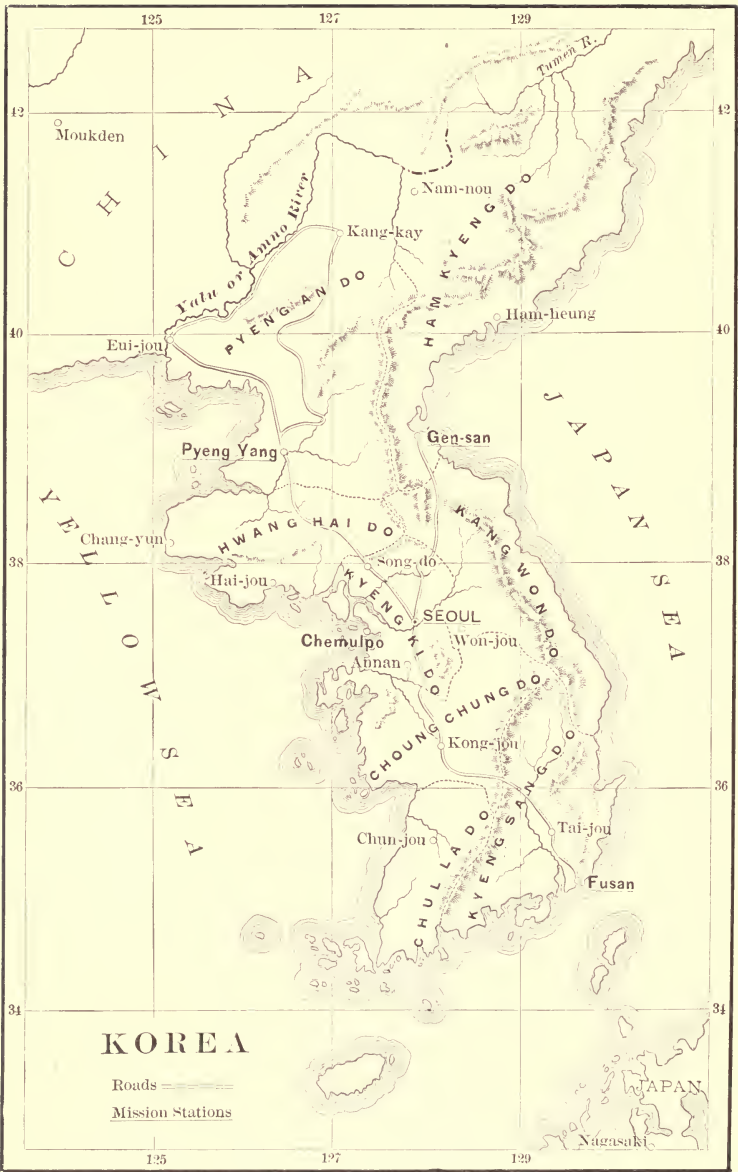 125 127 129
Tumen R.
42 42
CHINA
Moukden
Nam-nou
Yalu or Amno River
Kang-kay
HAM KYENG DO
PYENG AN DO
Ham-heung
40 40
Eui-jou
JAPAN SEA
Gen-san
Pyeng Yang
YELLOW SEA
KANG WON DO
HWANG HAI DO
Chang-yun
38 38
Song-do
Hai-jou
KYENG KI DO
SEOUL
Chemulpo
Won-jou
Annan
CHOUNG CHUNG DO
Kong-jou
36 36
KYENG SANG DO
Tai-jou
Chun-jou
CHUL LA DO
Fusan
34 34
KOREA
Roads
Mission Stations
JAPAN
Nagasaki
125 127 129